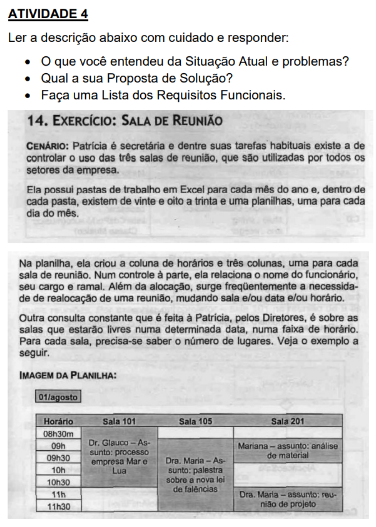 ATIVIDADE 4
Ler a descrição abaixo com cuidado e responder:
• O que você entendeu da Situação Atual e problemas?
• Qual a sua Proposta de Solução?
• Faça uma Lista dos Requisitos Funcionais.
14. EXERCÍCIO: SALA DE REUNIÃO
CENÁRIO: Patrícia é secretária e dentre suas tarefas habituais existe a de
controlar o uso das três salas de reunião, que são utilizadas por todos os
setores da empresa.
Ela possui pastas de trabalho em Excel para cada mês do ano e, dentro de
cada pasta, existem de vinte e oito a trinta e uma planilhas, uma para cada
dia do mês.
Na planilha, ela criou a coluna de horários e três colunas, uma para cada
sala de reunião. Num controle à parte, ela relaciona o nome do funcionário,
seu cargo e ramal. Além da alocação, surge freqüentemente a necessida-
de de realocação de uma reunião, mudando sala e/ou data e/ou horário.
Outra consulta constante que é feita à Patrícia, pelos Diretores, é sobre as
salas que estarão livres numa determinada data, numa faixa de horário.
Para cada sala, precisa-se saber o número de lugares. Veja o exemplo a
seguir.
IMAGEM DA PLANILHA:
01/agosto
Horário Sala 101 Sala 105 Sala 201
08h30m
09h
09h30
10h
10h30
11h
11h30
Dr. Glauco – As-
sunto: processo
empresa Mar e
Lua
Dra. Maria – As-
sunto: palestra
sobre a nova lei
de falências
Mariana – assunto: análise
de material
Dra. Maria – assunto: reu-
nião de projeto